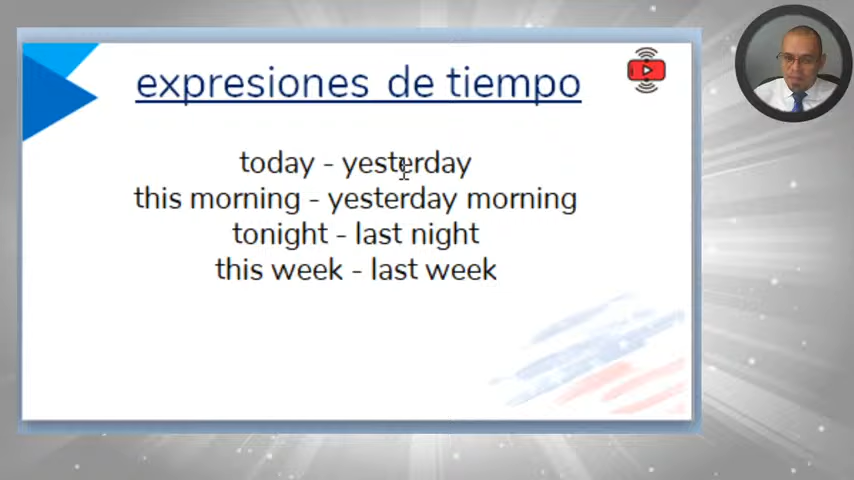 expresiones de tiempo
today - yesterday
this morning - yesterday morning
tonight - last night
this week - last week